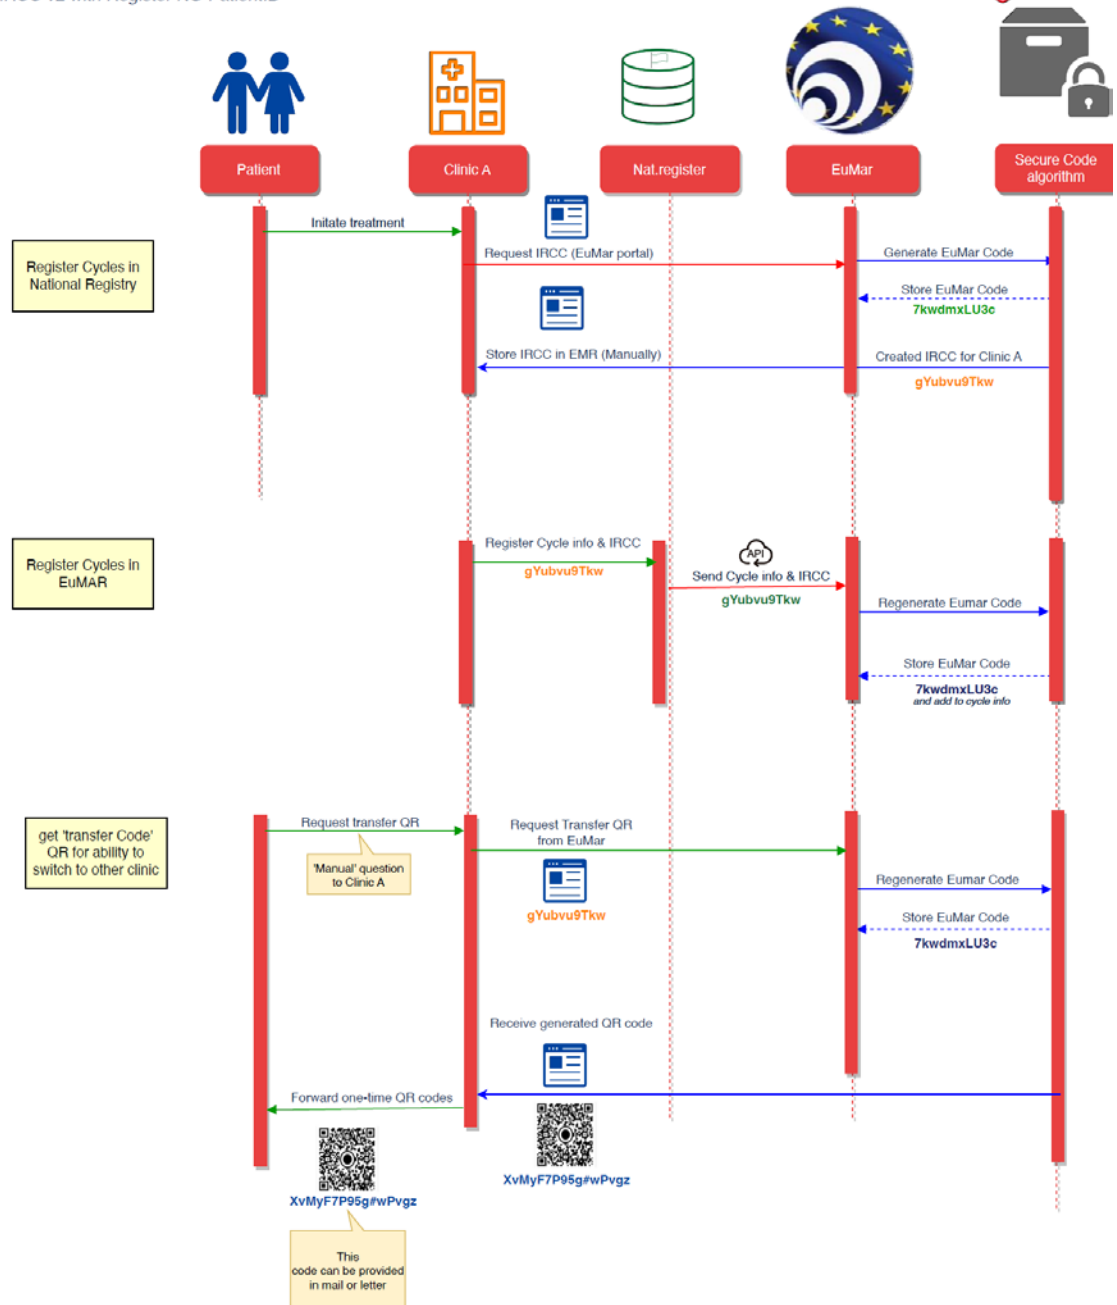 with Register NO PatientID
Patient
Clinic A
Nat.register
EuMar
Secure Code
algorithm
Initate treatment
Register Cycles in
National Registry
Request IRCC (EuMar portal)
Generate EuMar Code
Store EuMar Code
7kwdmxLU3c
Store IRCC in EMR (Manually)
Created IRCC for Clinic A
gYubvu9Tkw
Register Cycles in
EuMAR
Register Cycle info & IRCC
gYubvu9Tkw
API
Send Cycle info & IRCC
gYubvu9Tkw
Regenerate Eumar Code
Store EuMar Code
7kwdmxLU3c
and add to cycle info
get 'transfer Code'
QR for ability to
switch to other clinic
Request transfer QR
'Manual' question
to Clinic A
Request Transfer QR
from EuMar
gYubvu9Tkw
Regenerate Eumar Code
Store EuMar Code
7kwdmxLU3c
Receive generated QR code
Forward one-time QR codes
XvMyF7P95g#wPvgz
XvMyF7P95g#wPvgz
This
code can be provided
in mail or letter